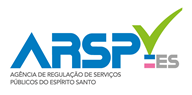 ARSP
ES
AGÊNCIA DE REGULAÇÃO DE SERVIÇOS
PÚBLICOS DO ESPÍRITO SANTO